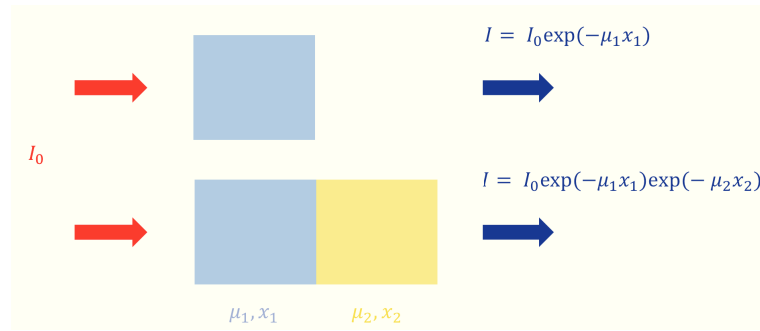 I = I₀exp(−μ₁x₁)
I₀
I = I₀exp(−μ₁x₁)exp(− μ₂x₂)
μ₁, x₁ μ₂, x₂